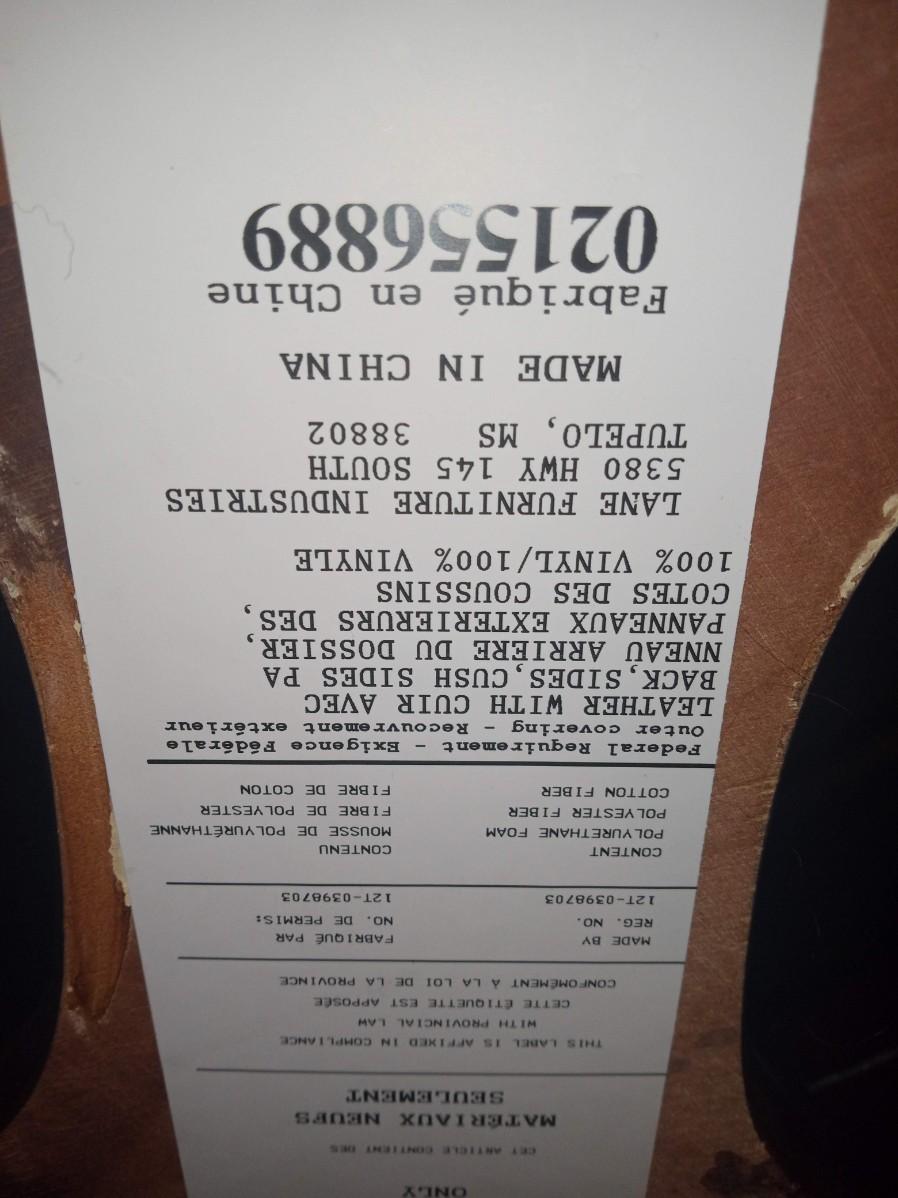 ONLY
CET ARTICLE CONTIENT DES
MATÉRIAUX NEUFS
SEULEMENT
THIS LABEL IS AFFIXED IN COMPLIANCE
WITH PROVINCIAL LAW
CETTE ÉTIQUETTE EST APPOSÉE
CONFOMÉMENT À LA LOI DE LA PROVINCE
MADE BY FABRIQUÉ PAR
REG. NO. NO. DE PERMIS:
12T-0398703 12T-0398703
CONTENT CONTENU
POLYURETHANE FOAM MOUSSE DE POLYURÉTHANNE
POLYESTER FIBER FIBRE DE POLYESTER
COTTON FIBER FIBRE DE COTON
Federal Requirement - Exigence Fédérale
Outer covering - Recouvrement extérieur
LEATHER WITH CUIR AVEC
BACK,SIDES,CUSH SIDES PA
NNEAU ARRIERE DU DOSSIER,
PANNEAUX EXTERIERURS DES,
COTES DES COUSSINS
100% VINYL/100% VINYLE
LANE FURNITURE INDUSTRIES
5380 HWY 145 SOUTH
TUPELO, MS 38802
MADE IN CHINA
Fabriqué en Chine
021556889